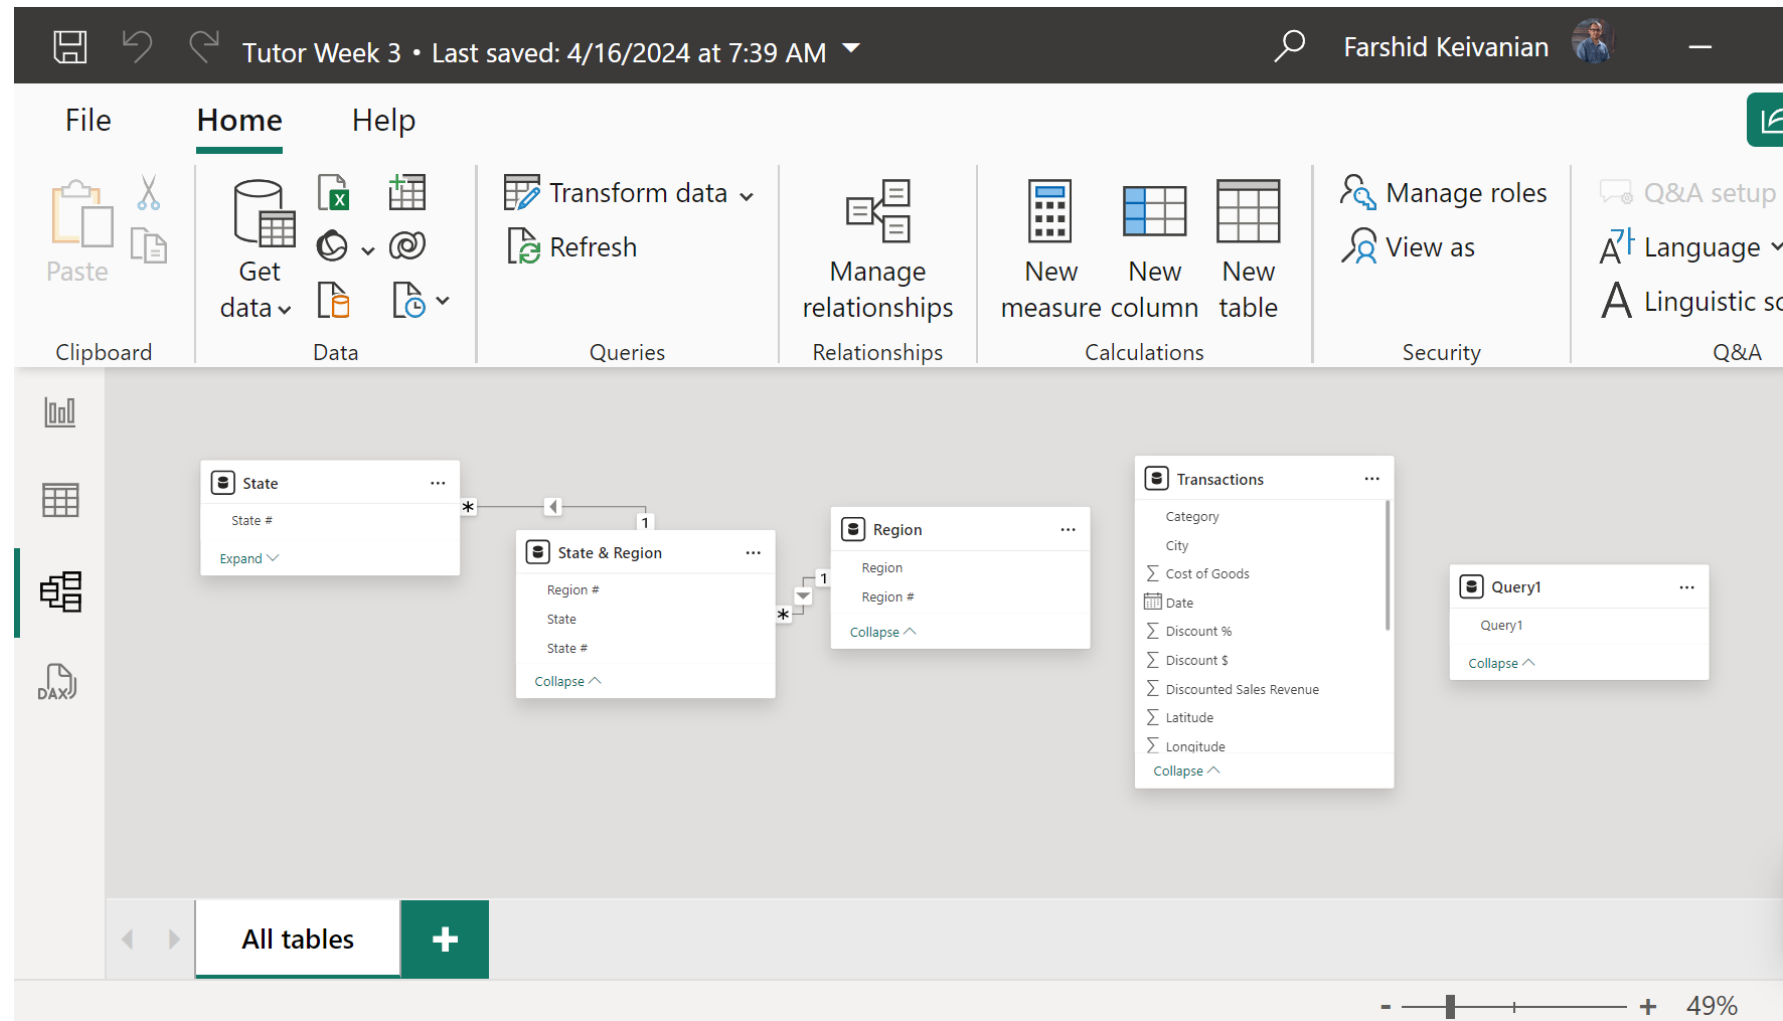 Tutor Week 3 • Last saved: 4/16/2024 at 7:39 AM
Farshid Keivanian
File
Home
Help
Paste
Get
data
Transform data
Refresh
Manage
relationships
New
measure
New
column
New
table
Manage roles
View as
Q&A setup
Language
Linguistic sc
Clipboard
Data
Queries
Relationships
Calculations
Security
Q&A
DAX
State
State #
Expand
*
1
State & Region
Region #
State
State #
Collapse
*
1
Region
Region
Region #
Collapse
Transactions
Category
City
∑ Cost of Goods
Date
∑ Discount %
∑ Discount $
∑ Discounted Sales Revenue
∑ Latitude
∑ Longitude
Collapse
Query1
Query1
Collapse
All tables
+
- + 49%